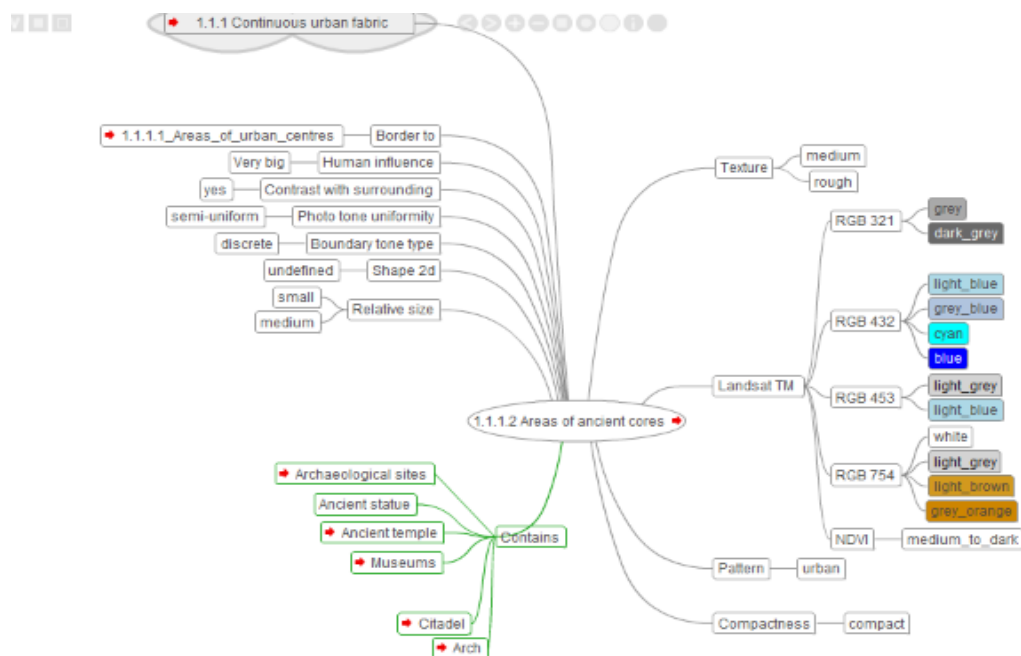 1.1.1 Continuous urban fabric
1.1.1.1_Areas_of_urban_centres
Border to
Very big
Human influence
yes
Contrast with surrounding
semi-uniform
Photo tone uniformity
discrete
Boundary tone type
undefined
Shape 2d
small
medium
Relative size
1.1.1.2 Areas of ancient cores
Archaeological sites
Ancient statue
Ancient temple
Museums
Citadel
Arch
Contains
Texture
medium
rough
Landsat TM
RGB 321
grey
dark_grey
RGB 432
light_blue
grey_blue
cyan
blue
RGB 453
light_grey
light_blue
RGB 754
white
light_grey
light_brown
grey_orange
NDVI
medium_to_dark
Pattern
urban
Compactness
compact